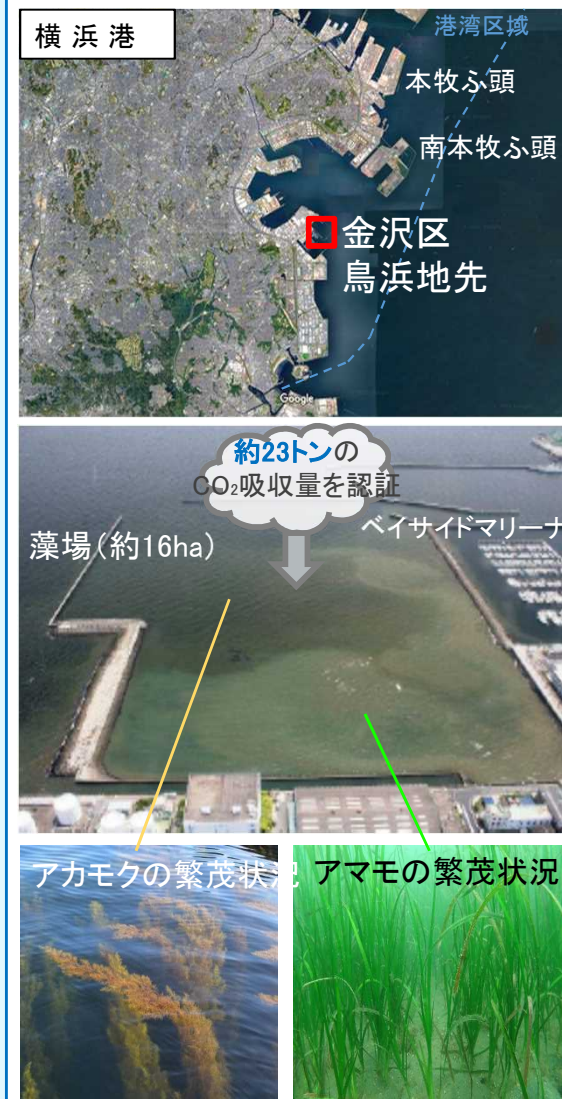 横浜港
港湾区域
本牧ふ頭
南本牧ふ頭
金沢区
鳥浜地先
Google
約23トンの
CO₂吸収量を認証
藻場（約16ha）
ベイサイドマリーナ
アカモクの繁茂状況
アマモの繁茂状況